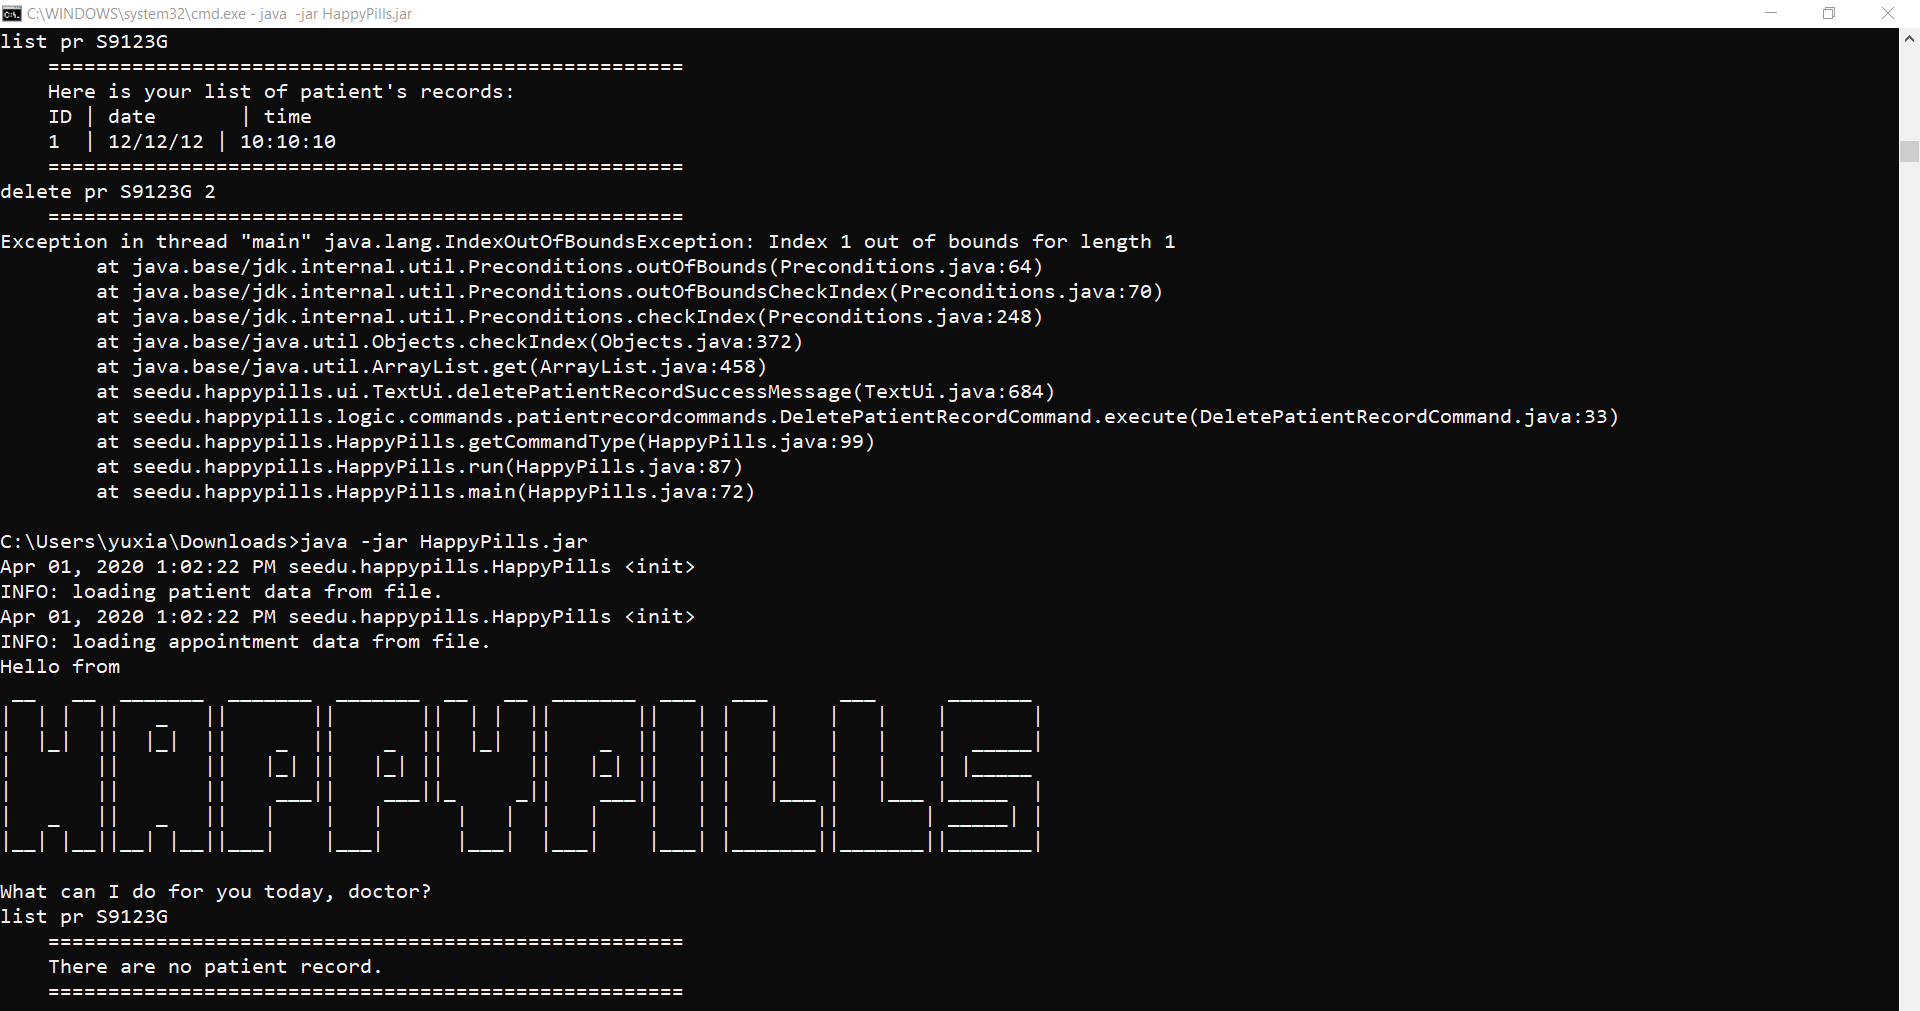 C:\WINDOWS\system32\cmd.exe - java  -jar HappyPills.jar
list pr S9123G
    =====================================================
    Here is your list of patient's records:
    ID | date       | time
    1  | 12/12/12 | 10:10:10
    =====================================================
delete pr S9123G 2
    =====================================================
Exception in thread "main" java.lang.IndexOutOfBoundsException: Index 1 out of bounds for length 1
        at java.base/jdk.internal.util.Preconditions.outOfBounds(Preconditions.java:64)
        at java.base/jdk.internal.util.Preconditions.outOfBoundsCheckIndex(Preconditions.java:70)
        at java.base/jdk.internal.util.Preconditions.checkIndex(Preconditions.java:248)
        at java.base/java.util.Objects.checkIndex(Objects.java:372)
        at java.base/java.util.ArrayList.get(ArrayList.java:458)
        at seedu.happypills.ui.TextUi.deletePatientRecordSuccessMessage(TextUi.java:684)
        at seedu.happypills.logic.commands.patientrecordcommands.DeletePatientRecordCommand.execute(DeletePatientRecordCommand.java:33)
        at seedu.happypills.HappyPills.getCommandType(HappyPills.java:99)
        at seedu.happypills.HappyPills.run(HappyPills.java:87)
        at seedu.happypills.HappyPills.main(HappyPills.java:72)
C:\Users\yuxia\Downloads>java -jar HappyPills.jar
Apr 01, 2020 1:02:22 PM seedu.happypills.HappyPills <init>
INFO: loading patient data from file.
Apr 01, 2020 1:02:22 PM seedu.happypills.HappyPills <init>
INFO: loading appointment data from file.
Hello from
HAPPYPILLS
What can I do for you today, doctor?
list pr S9123G
    =====================================================
    There are no patient record.
    =====================================================